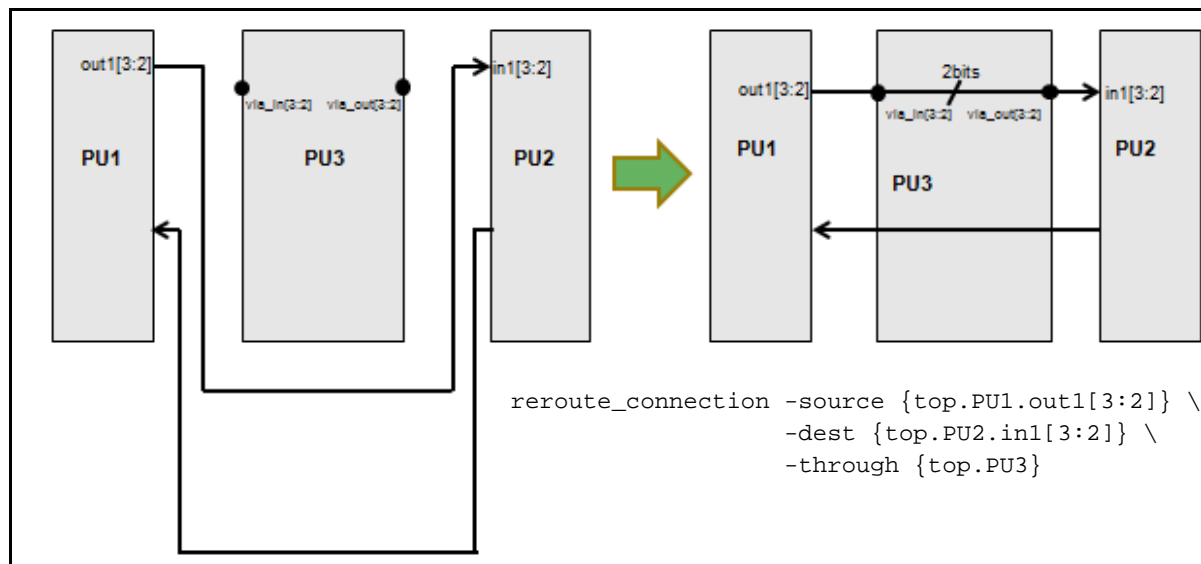 out1[3:2]
via_in[3:2] via_out[3:2]
in1[3:2]
PU1
PU3
PU2
out1[3:2]
2bits
via_in[3:2] via_out[3:2]
in1[3:2]
PU1
PU3
PU2
reroute_connection -source {top.PU1.out1[3:2]} \
-dest {top.PU2.in1[3:2]} \
-through {top.PU3}